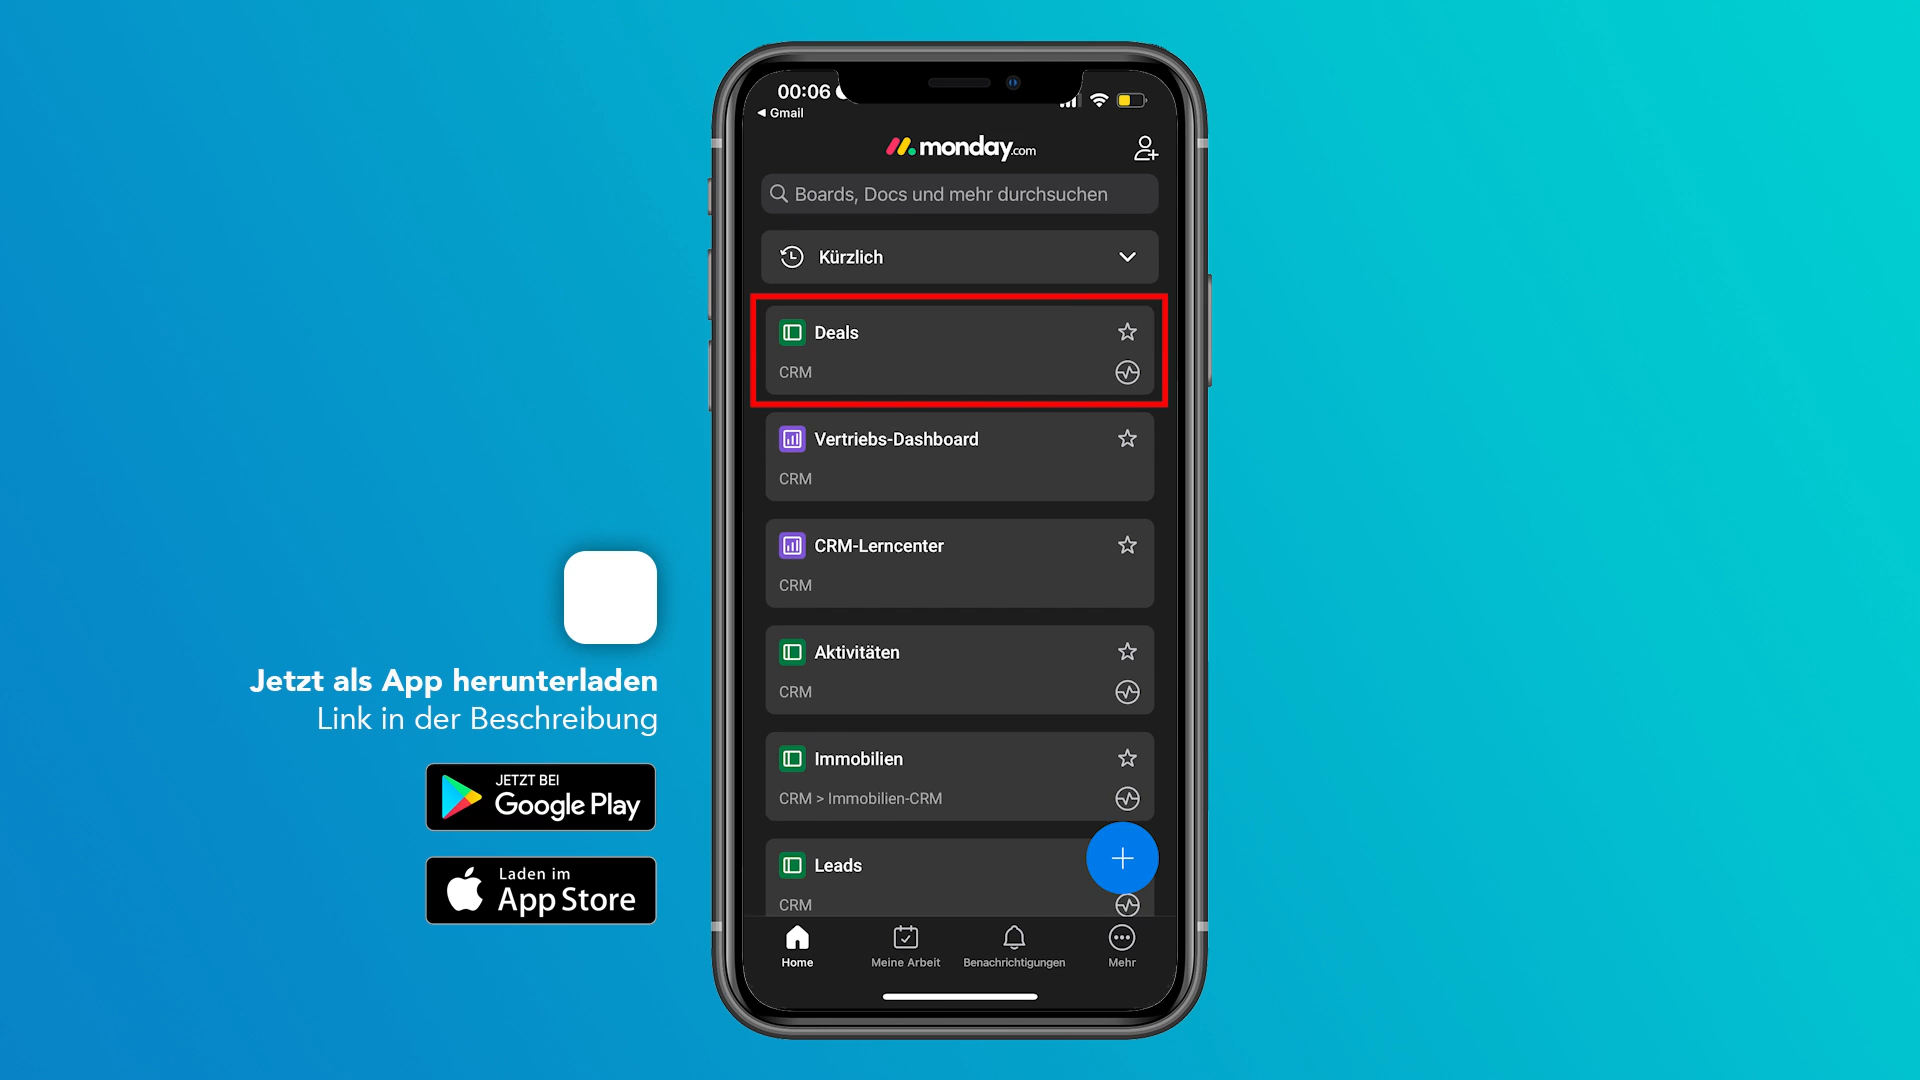 00:06
◀ Gmail
monday.com
Boards, Docs und mehr durchsuchen
Kürzlich
Deals
CRM
Vertriebs-Dashboard
CRM
CRM-Lerncenter
CRM
Aktivitäten
CRM
Immobilien
CRM > Immobilien-CRM
Leads
CRM
Home
Meine Arbeit
Benachrichtigungen
Mehr
Jetzt als App herunterladen
Link in der Beschreibung
JETZT BEI
Google Play
Laden im
App Store